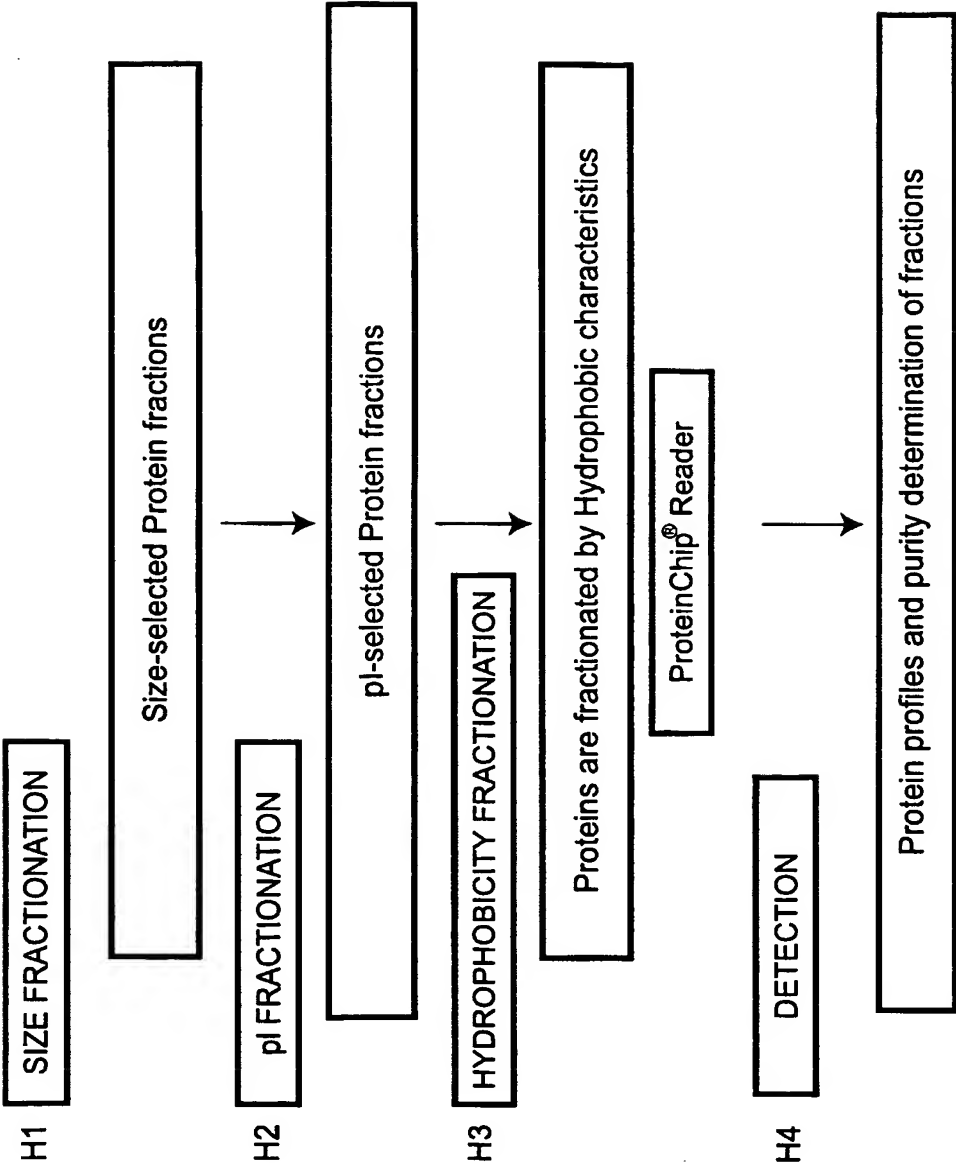 H1
SIZE FRACTIONATION
Size-selected Protein fractions
H2
pI FRACTIONATION
pI-selected Protein fractions
H3
HYDROPHOBICITY FRACTIONATION
Proteins are fractionated by Hydrophobic characteristics
ProteinChip® Reader
H4
DETECTION
Protein profiles and purity determination of fractions